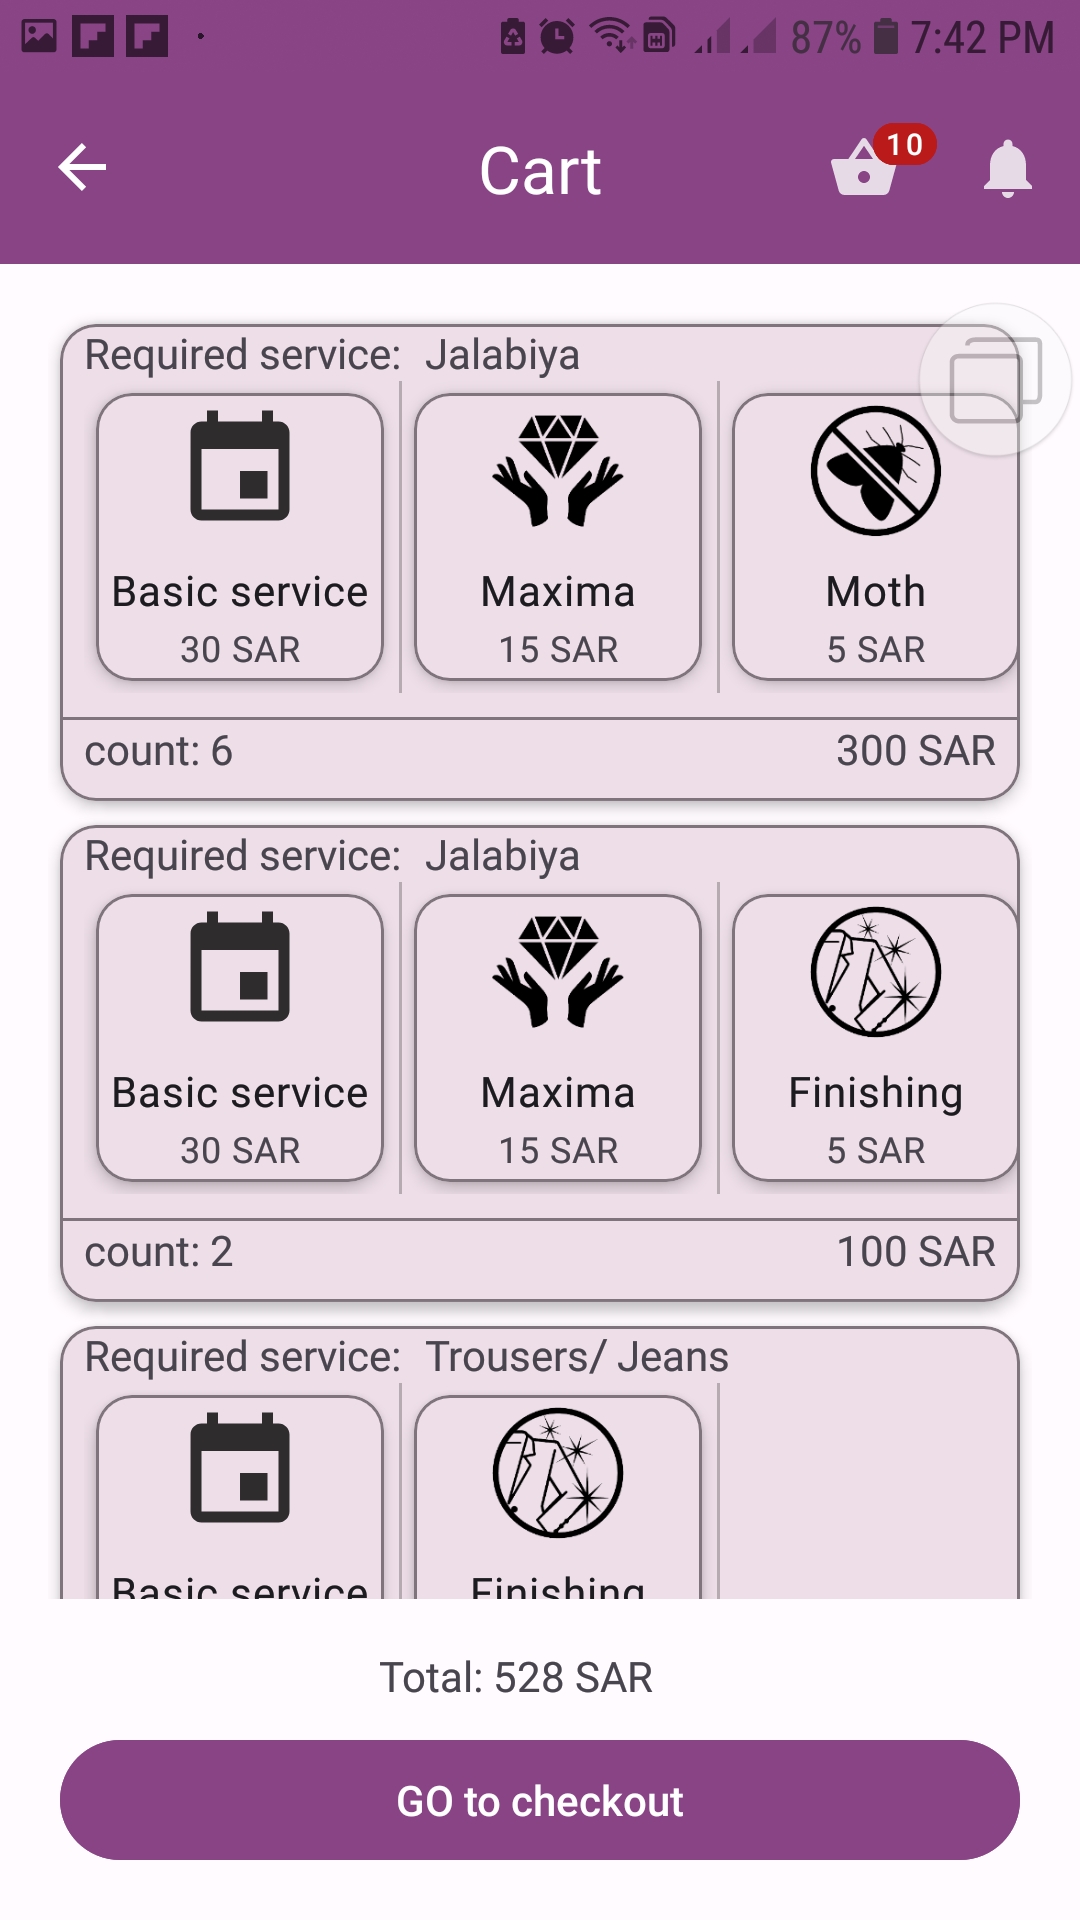 87% 7:42 PM
Cart
10
Required service: Jalabiya
Basic service Maxima Moth
30 SAR 15 SAR 5 SAR
count: 6 300 SAR
Required service: Jalabiya
Basic service Maxima Finishing
30 SAR 15 SAR 5 SAR
count: 2 100 SAR
Required service: Trousers/ Jeans
Basic service Finishing
Total: 528 SAR
GO to checkout